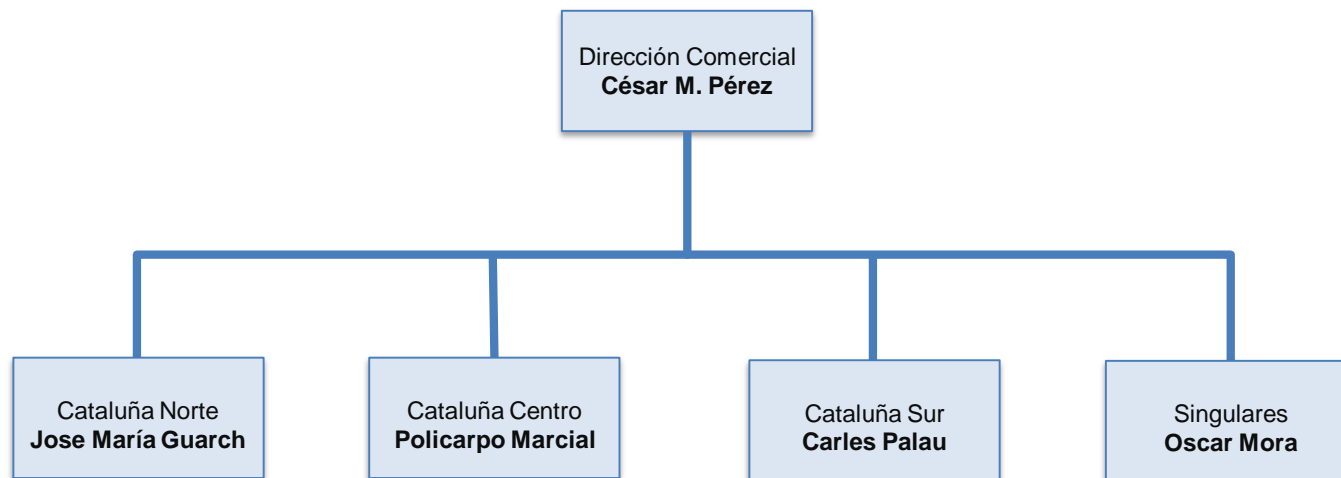 Dirección Comercial
César M. Pérez
Cataluña Norte
Jose María Guarch
Cataluña Centro
Policarpo Marcial
Cataluña Sur
Carles Palau
Singulares
Oscar Mora